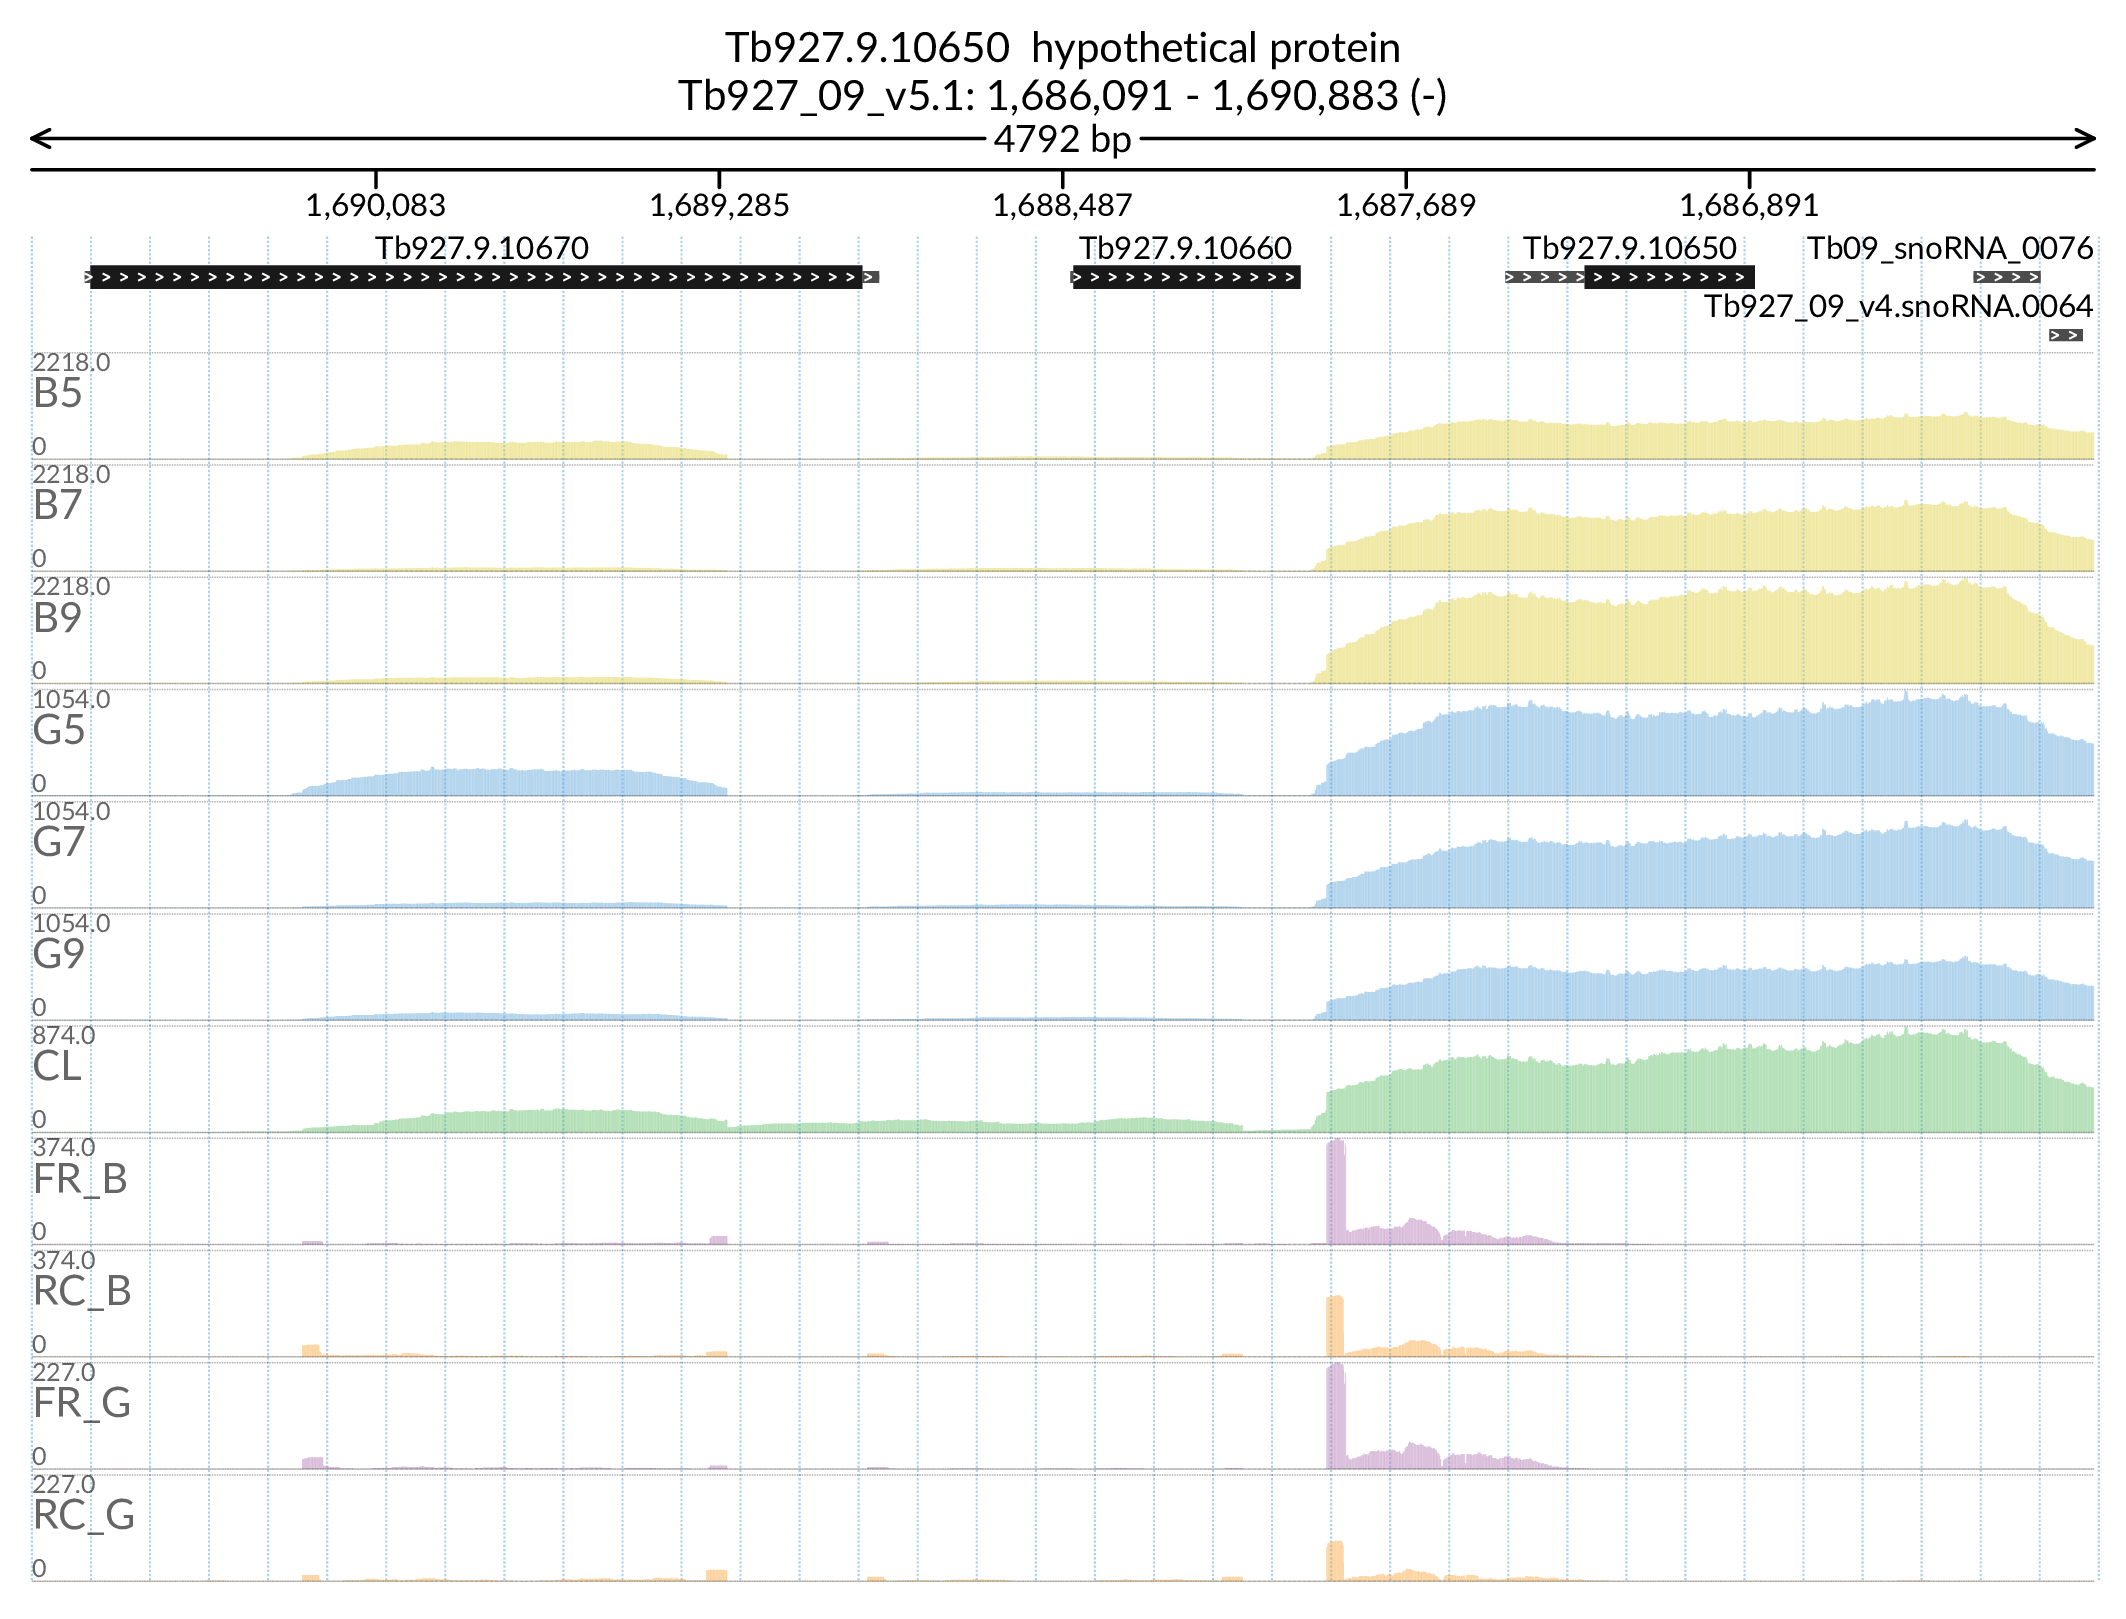 Tb927.9.10650 hypothetical protein
Tb927_09_v5.1: 1,686,091 - 1,690,883 (-)
4792 bp
1,690,083 1,689,285 1,688,487 1,687,689 1,686,891
Tb927.9.10670 Tb927.9.10660 Tb927.9.10650 Tb09_snoRNA_0076
Tb927_09_v4.snoRNA.0064
2218.0
B5
0
2218.0
B7
0
2218.0
B9
0
1054.0
G5
0
1054.0
G7
0
1054.0
G9
0
874.0
CL
0
374.0
FR_B
0
374.0
RC_B
0
227.0
FR_G
0
227.0
RC_G
0